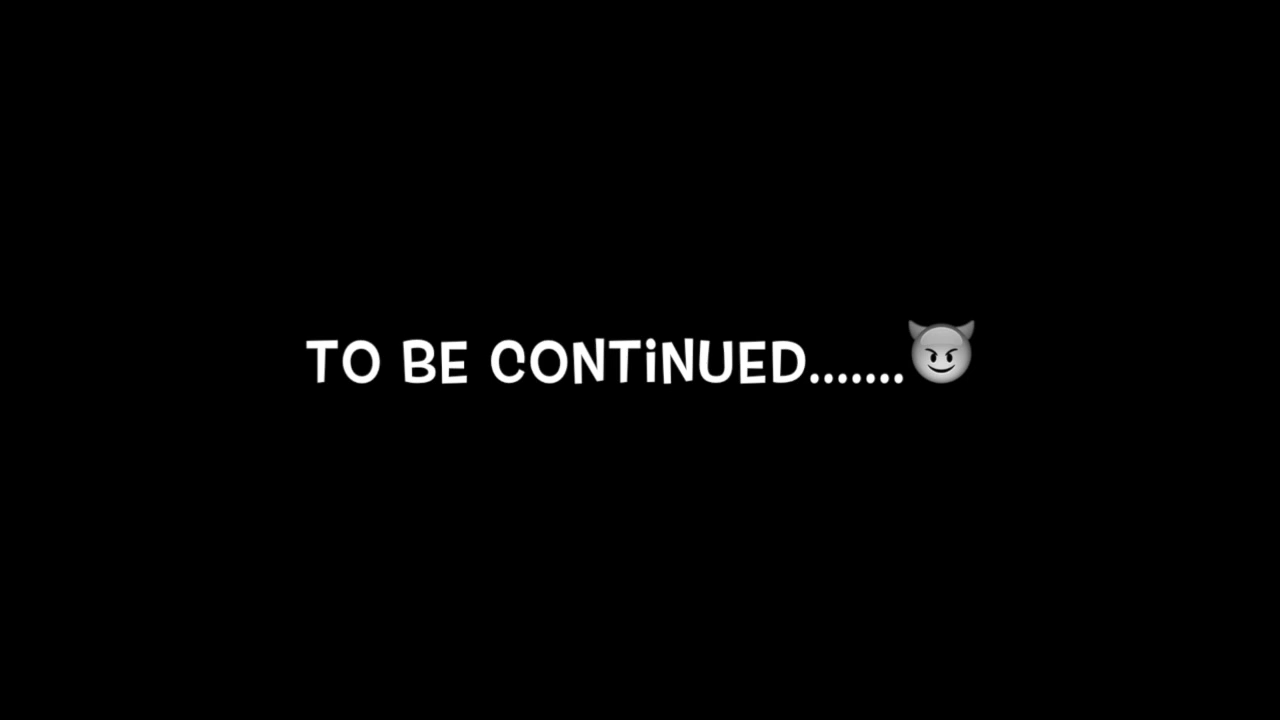 TO BE CONTiNUED.......😈